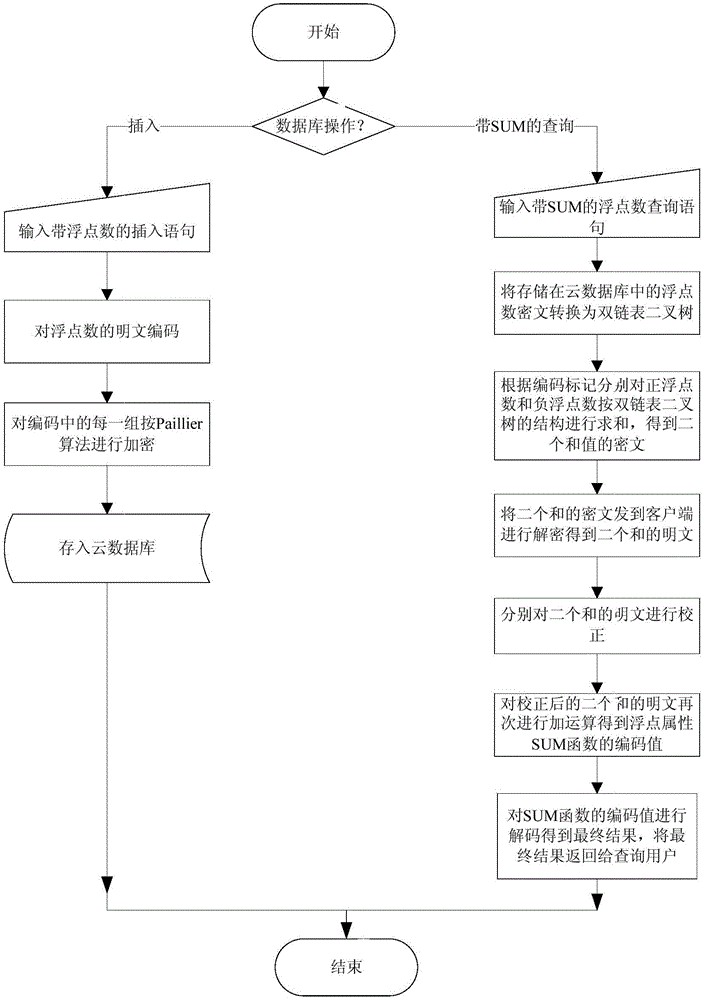 开始
数据库操作?
插入
带SUM的查询
输入带浮点数的插入语句
对浮点数的明文编码
对编码中的每一组按Paillier
算法进行加密
存入云数据库
输入带SUM的浮点数查询语
句
将存储在云数据库中的浮点
数密文转换为双链表二叉树
根据编码标记分别对正浮点
数和负浮点数按双链表二叉
树的结构进行求和，得到二
个和值的密文
将二个和的密文发到客户端
进行解密得到二个和的明文
分别对二个和的明文进行校
正
对校正后的二个和的明文再
次进行加运算得到浮点属性
SUM函数的编码值
对SUM函数的编码值进行
解码得到最终结果，将最
终结果返回给查询用户
结束